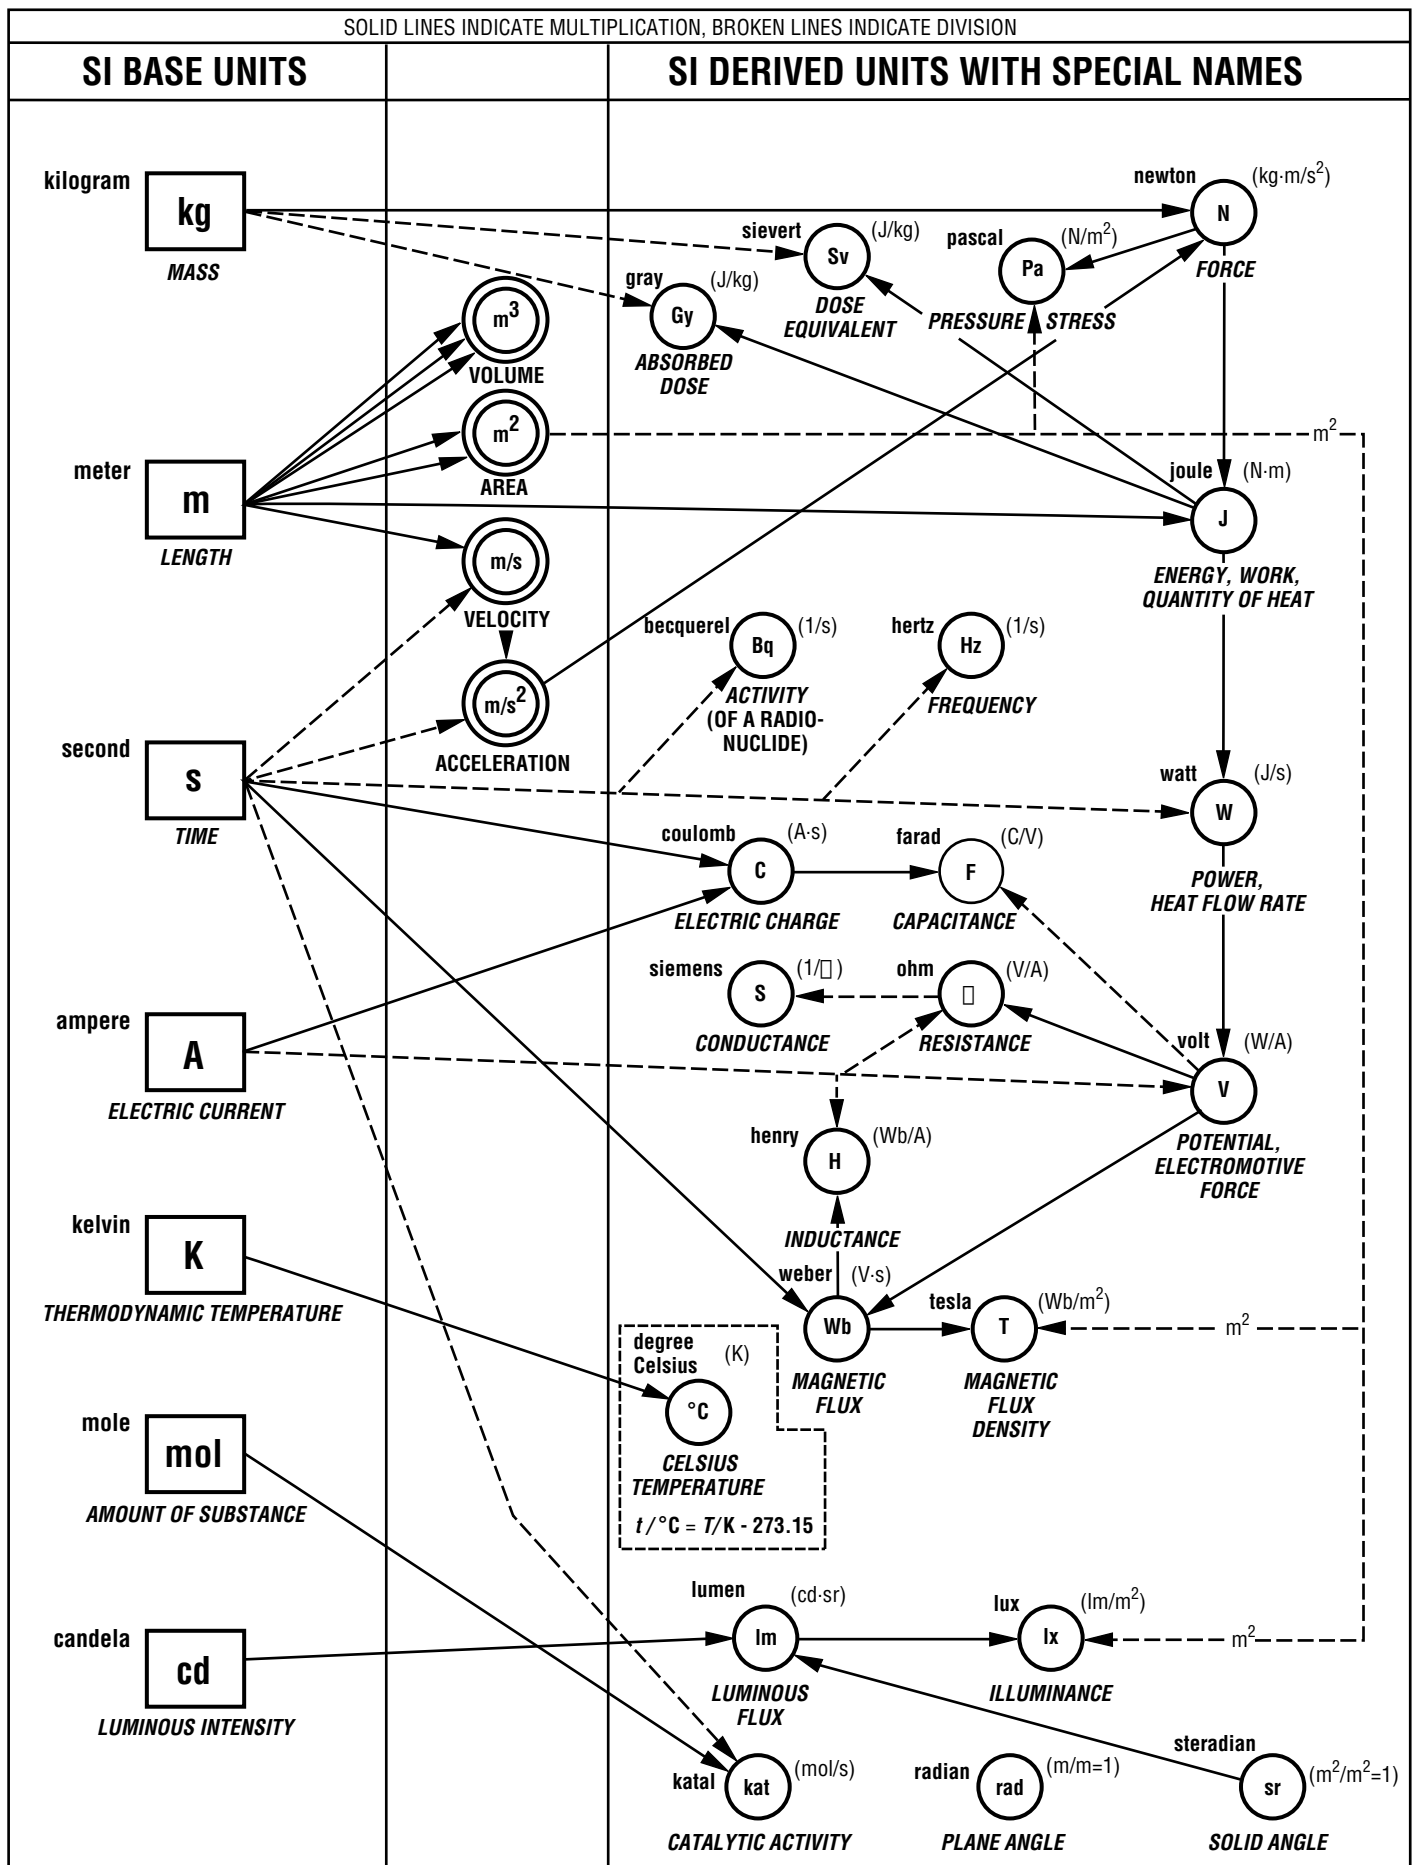 SOLID LINES INDICATE MULTIPLICATION, BROKEN LINES INDICATE DIVISION
SI BASE UNITS
SI DERIVED UNITS WITH SPECIAL NAMES
kilogram
kg
MASS
newton
(kg·m/s²)
N
FORCE
sievert
(J/kg)
Sv
DOSE
EQUIVALENT
pascal
(N/m²)
Pa
PRESSURE STRESS
gray
(J/kg)
Gy
ABSORBED
DOSE
m³
VOLUME
m²
AREA
m²
meter
m
LENGTH
joule
(N·m)
J
ENERGY, WORK,
QUANTITY OF HEAT
m/s
VELOCITY
m/s²
ACCELERATION
becquerel
(1/s)
Bq
ACTIVITY
(OF A RADIO-
NUCLIDE)
hertz
(1/s)
Hz
FREQUENCY
second
s
TIME
watt
(J/s)
W
POWER,
HEAT FLOW RATE
coulomb
(A·s)
C
ELECTRIC CHARGE
farad
(C/V)
F
CAPACITANCE
siemens
(1/▯ )
S
CONDUCTANCE
ohm
(V/A)
▯
RESISTANCE
ampere
A
ELECTRIC CURRENT
volt
(W/A)
V
POTENTIAL,
ELECTROMOTIVE
FORCE
henry
(Wb/A)
H
INDUCTANCE
kelvin
K
THERMODYNAMIC TEMPERATURE
weber
(V·s)
Wb
MAGNETIC
FLUX
tesla
(Wb/m²)
T
m²
MAGNETIC
FLUX
DENSITY
degree
Celsius
(K)
°C
CELSIUS
TEMPERATURE
t /°C = T/K - 273.15
mole
mol
AMOUNT OF SUBSTANCE
lumen
(cd·sr)
lm
LUMINOUS
FLUX
lux
(lm/m²)
lx
m²
ILLUMINANCE
candela
cd
LUMINOUS INTENSITY
katal
(mol/s)
kat
CATALYTIC ACTIVITY
radian
(m/m=1)
rad
PLANE ANGLE
steradian
(m²/m²=1)
sr
SOLID ANGLE